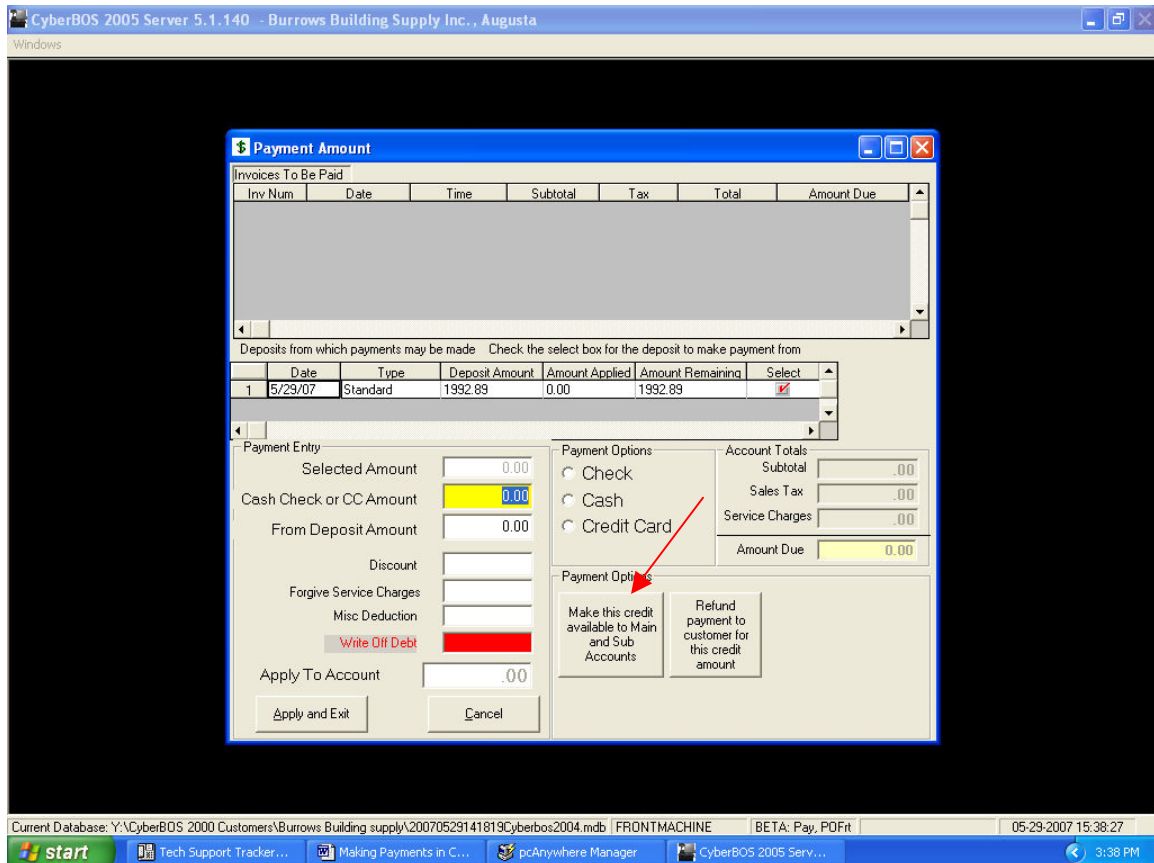 CyberBOS 2005 Server 5.1.140 - Burrows Building Supply Inc., Augusta
Windows
Payment Amount
Invoices To Be Paid
Inv Num Date Time Subtotal Tax Total Amount Due
Deposits from which payments may be made Check the select box for the deposit to make payment from
Date Type Deposit Amount Amount Applied Amount Remaining Select
1 5/29/07 Standard 1992.89 0.00 1992.89
Payment Entry
Selected Amount 0.00
Cash Check or CC Amount 0.00
From Deposit Amount 0.00
Discount
Forgive Service Charges
Misc Deduction
Write Off Debt
Apply To Account .00
Apply and Exit Cancel
Payment Options
Check
Cash
Credit Card
Account Totals
Subtotal .00
Sales Tax .00
Service Charges .00
Amount Due 0.00
Payment Options
Make this credit
available to Main
and Sub
Accounts
Refund
payment to
customer for
this credit
amount
Current Database: Y:\CyberBOS 2000 Customers\Burrows Building supply\20070529141819Cyberbos2004.mdb FRONTMACHINE BETA: Pay, POFrt 05-29-2007 15:38:27
start Tech Support Tracker... Making Payments in C... pcAnywhere Manager CyberBOS 2005 Serv... 3:38 PM